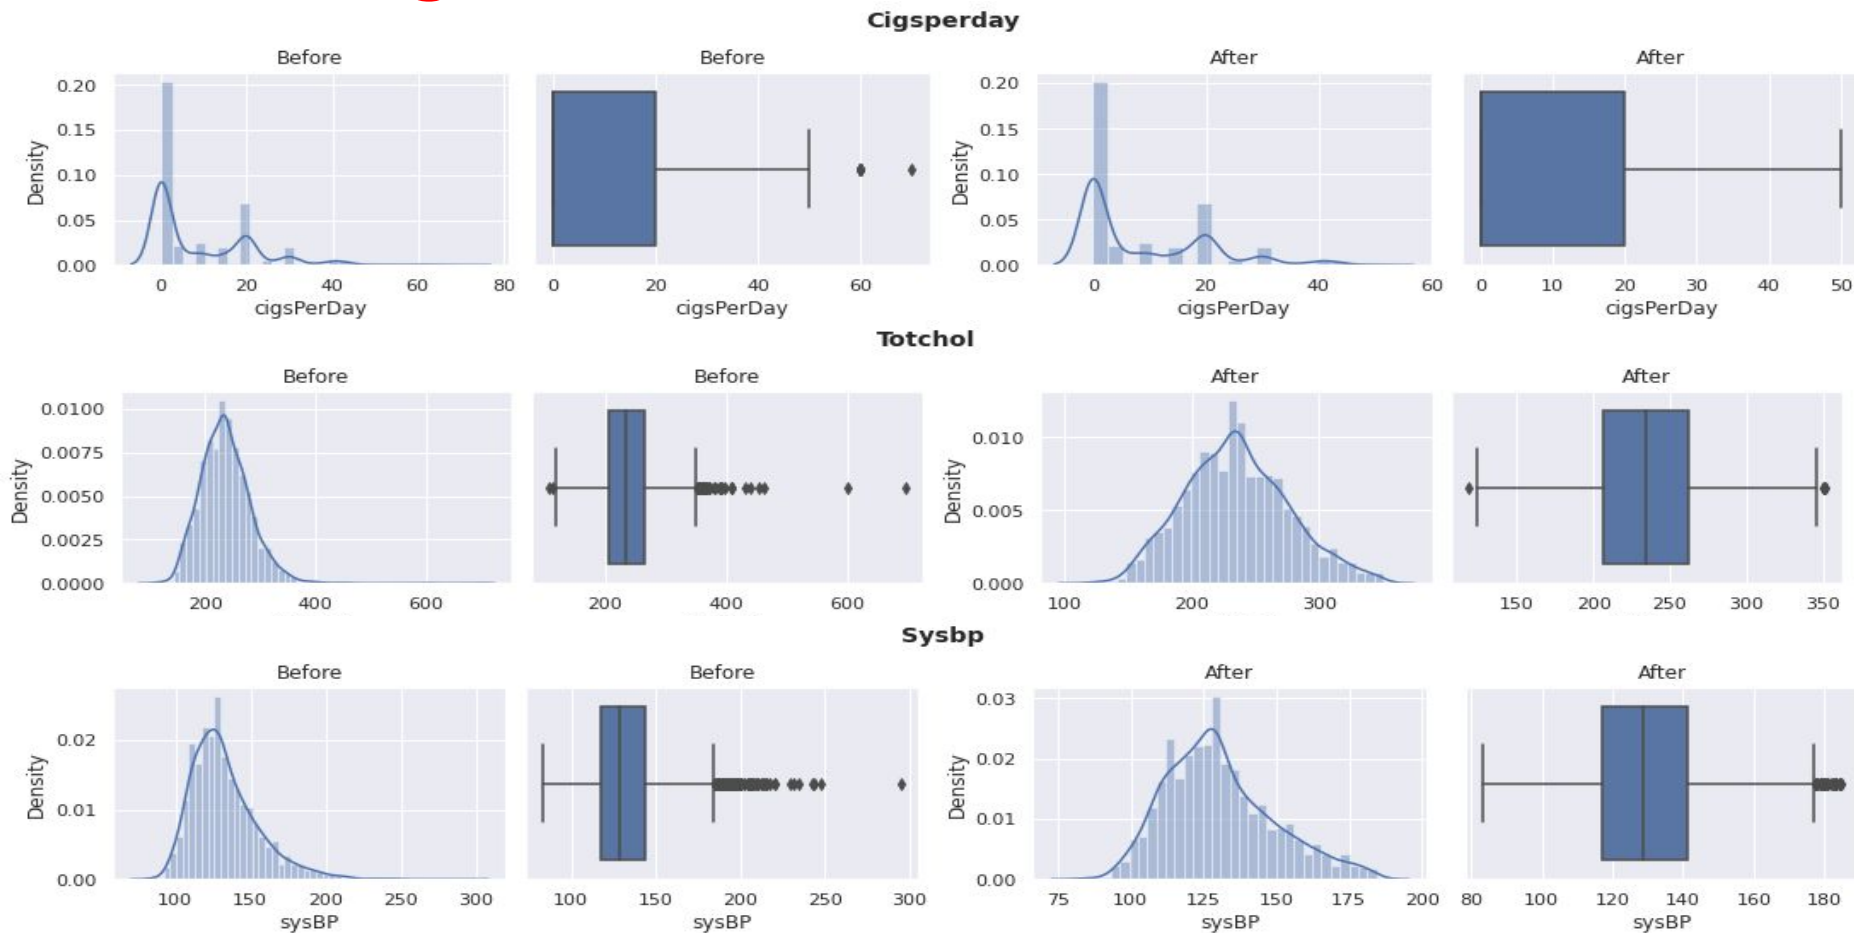 Cigsperday
Before Before After After
0.20 0.20
0.15 0.15
Density Density
0.10 0.10
0.05 0.05
0.00 0.00
0 20 40 60 80 0 20 40 60 0 20 40 60 0 10 20 30 40 50
cigsPerDay cigsPerDay cigsPerDay cigsPerDay
Totchol
Before Before After After
0.0100
0.010
0.0075
Density Density
0.0050
0.005
0.0025
0.0000 0.000
200 400 600 200 400 600 100 200 300 150 200 250 300 350
Sysbp
Before Before After After
0.03
0.02
0.02
Density Density
0.01
0.01
0.00 0.00
100 150 200 250 300 100 150 200 250 300 75 100 125 150 175 200 80 100 120 140 160 180
sysBP sysBP sysBP sysBP